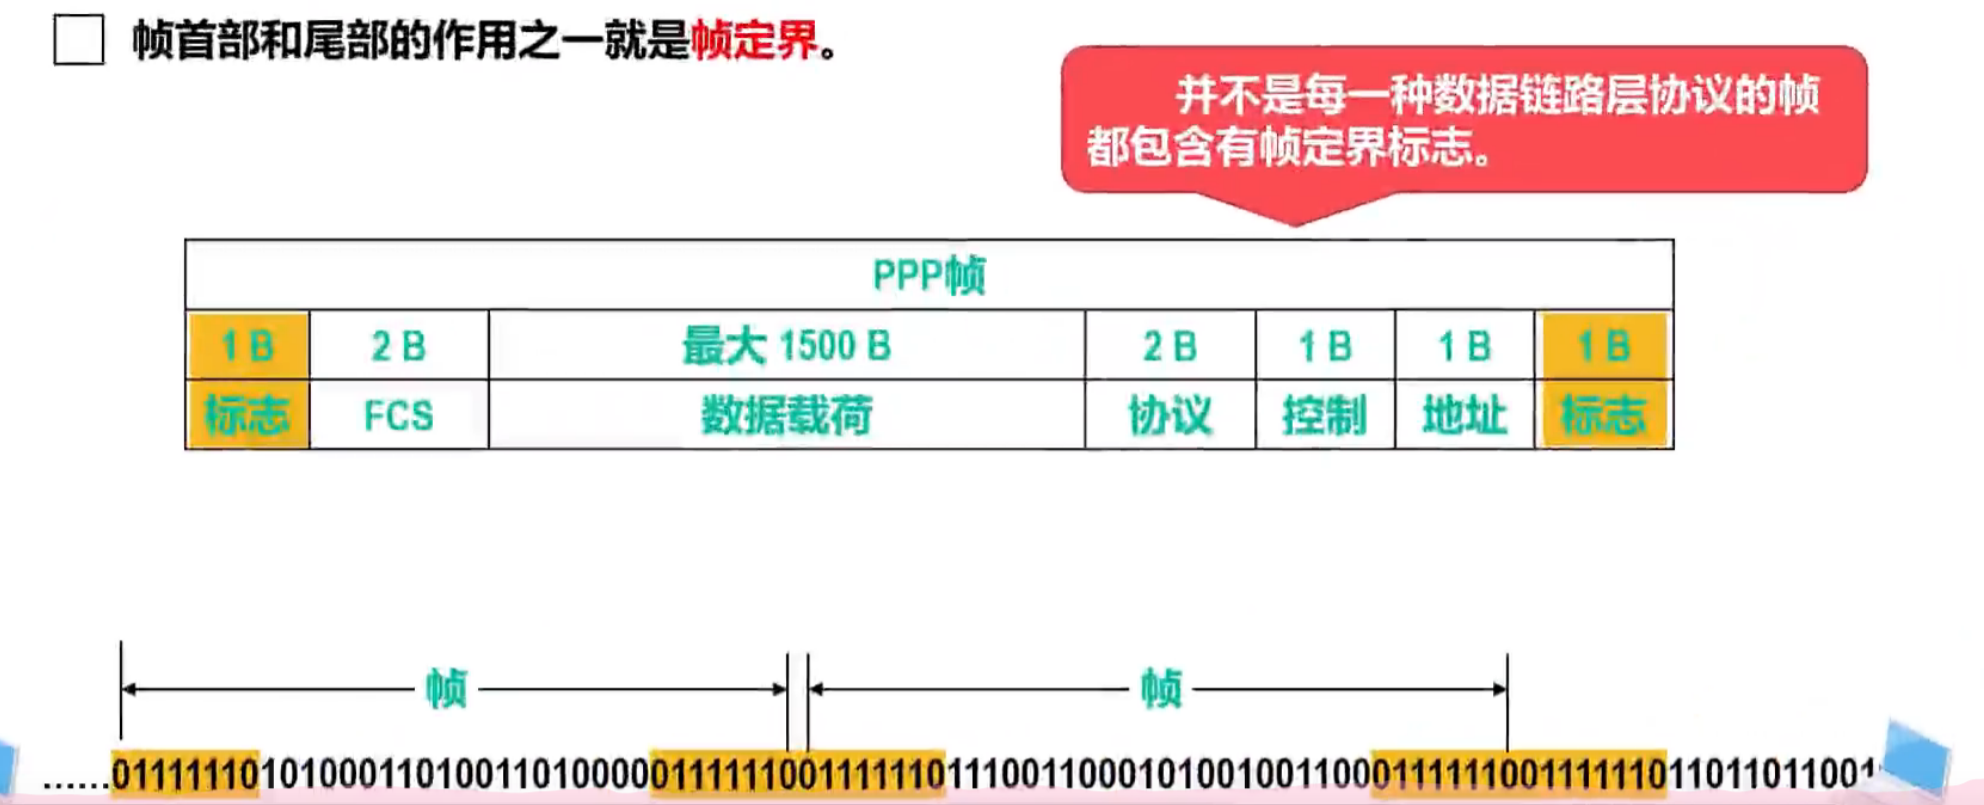 帧首部和尾部的作用之一就是帧定界。
并不是每一种数据链路层协议的帧
都包含有帧定界标志。
PPP帧
1 B 2 B 最大 1500 B 2 B 1 B 1 B 1 B
标志 FCS 数据载荷 协议 控制 地址 标志
帧 帧
......011111101010001101001101000001111110011111101110011000101001001100011111100111111011011011001